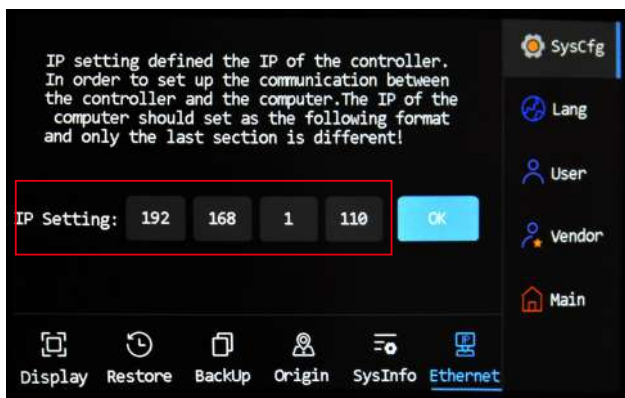 IP setting defined the IP of the controller.
In order to set up the communication between
the controller and the computer.The IP of the
computer should set as the following format
and only the last section is different!
IP Setting: 192 168 1 110 OK
SysCfg
Lang
User
Vendor
Main
Display Restore BackUp Origin SysInfo Ethernet
IP